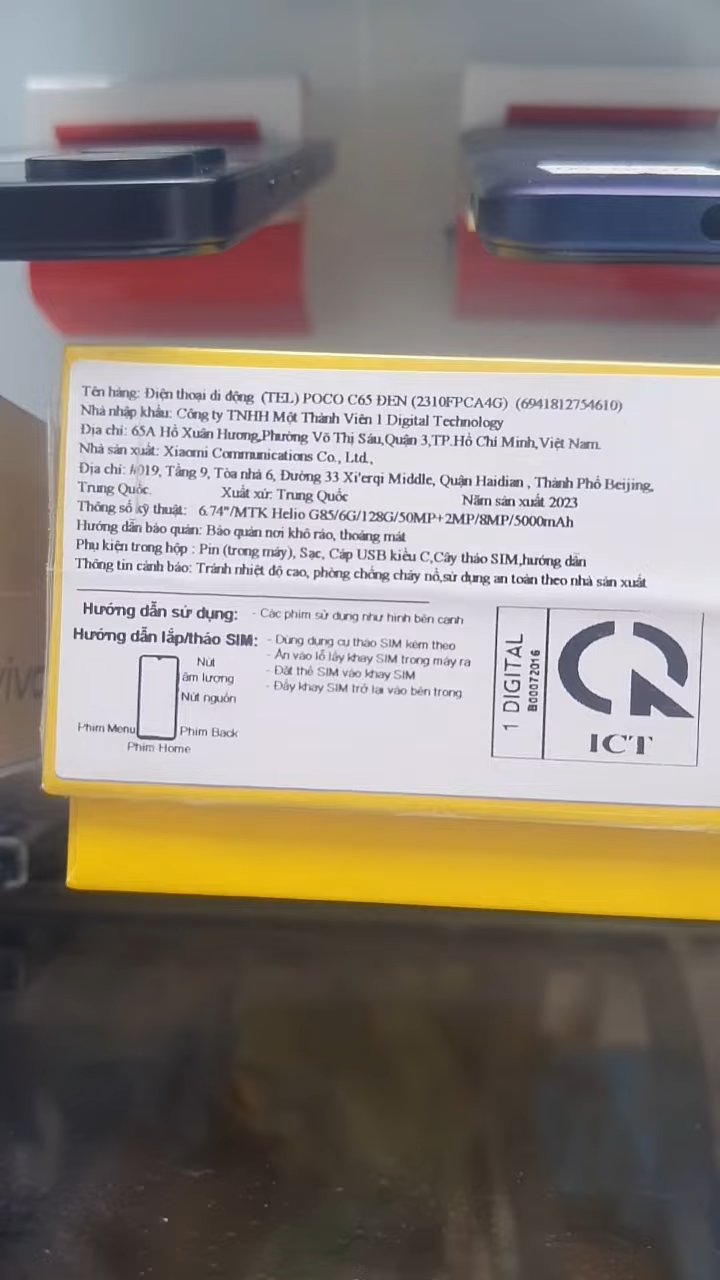 Tên hàng: Điện thoại di động (TEL) POCO C65 ĐEN (2310FPCA4G) (6941812754610)
Nhà nhập khẩu: Công ty TNHH Một Thành Viên 1 Digital Technology
Địa chỉ: 65A Hồ Xuân Hương,Phường Võ Thị Sáu,Quận 3,TP.Hồ Chí Minh,Việt Nam.
Nhà sản xuất: Xiaomi Communications Co., Ltd.,
Địa chỉ: #019, Tầng 9, Tòa nhà 6, Đường 33 Xi'erqi Middle, Quận Haidian , Thành Phố Beijing,
Trung Quốc. Xuất xứ: Trung Quốc Năm sản xuất 2023
Thông số kỹ thuật: 6.74"/MTK Helio G85/6G/128G/50MP+2MP/8MP/5000mAh
Hướng dẫn bảo quản: Bảo quản nơi khô ráo, thoáng mát
Phụ kiện trong hộp : Pin (trong máy), Sạc, Cáp USB kiểu C,Cây tháo SIM,hướng dẫn
Thông tin cảnh báo: Tránh nhiệt độ cao, phòng chống cháy nổ,sử dụng an toàn theo nhà sản xuất
Hướng dẫn sử dụng: - Các phím sử dụng như hình bên cạnh
Hướng dẫn lắp/tháo SIM: - Dùng dụng cụ tháo SIM kèm theo
- Ấn vào lỗ lấy khay SIM trong máy ra
- Đặt thẻ SIM vào khay SIM
- Đẩy khay SIM trở lại vào bên trong
Nút
âm lượng
Nút nguồn
Phím Menu
Phím Back
Phím Home
1 DIGITAL
B00072016
ICT
vivo